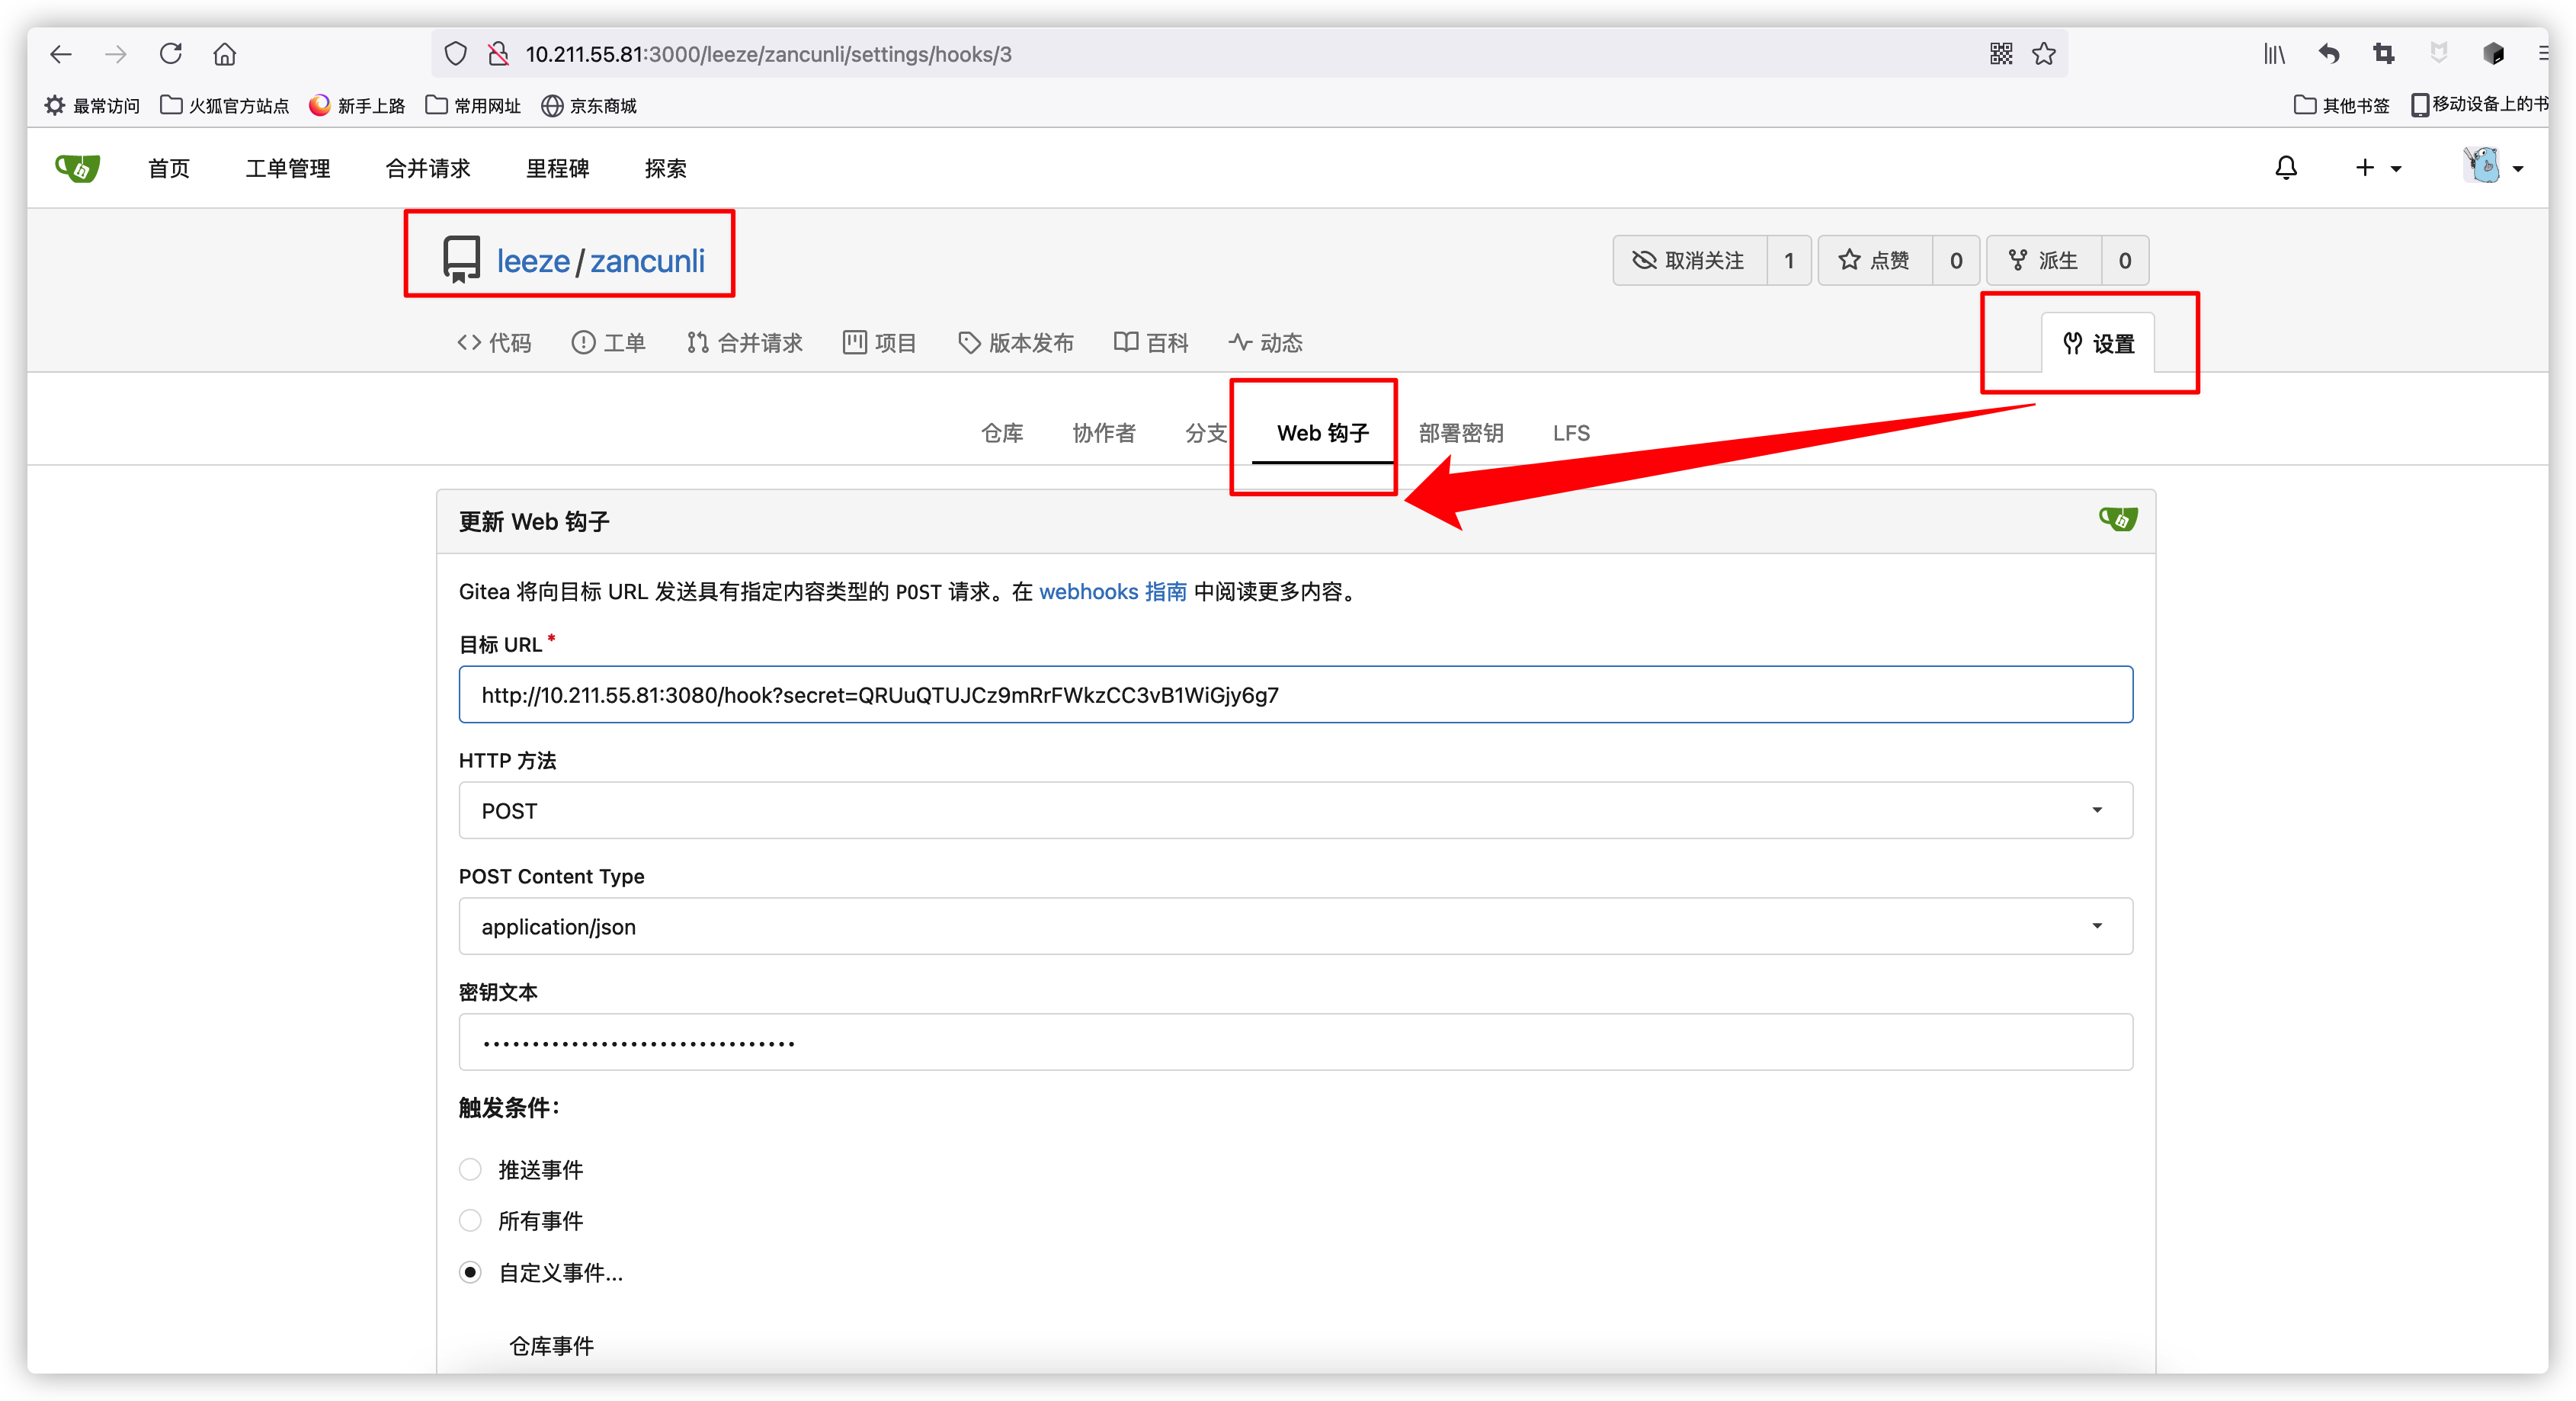 10.211.55.81:3000/leeze/zancunli/settings/hooks/3
最常访问 火狐官方站点 新手上路 常用网址 京东商城 其他书签 移动设备上的书
首页 工单管理 合并请求 里程碑 探索
leeze/zancunli 取消关注 1 点赞 0 派生 0
代码 工单 合并请求 项目 版本发布 百科 动态 设置
仓库 协作者 分支 Web 钩子 部署密钥 LFS
更新 Web 钩子
Gitea 将向目标 URL 发送具有指定内容类型的 POST 请求。在 webhooks 指南 中阅读更多内容。
目标 URL *
http://10.211.55.81:3080/hook?secret=QRUuQTUJCz9mRrFWkzCC3vB1WiGjy6g7
HTTP 方法
POST
POST Content Type
application/json
密钥文本
••••••••••••••••••••••••••••••••
触发条件：
推送事件
所有事件
自定义事件...
仓库事件